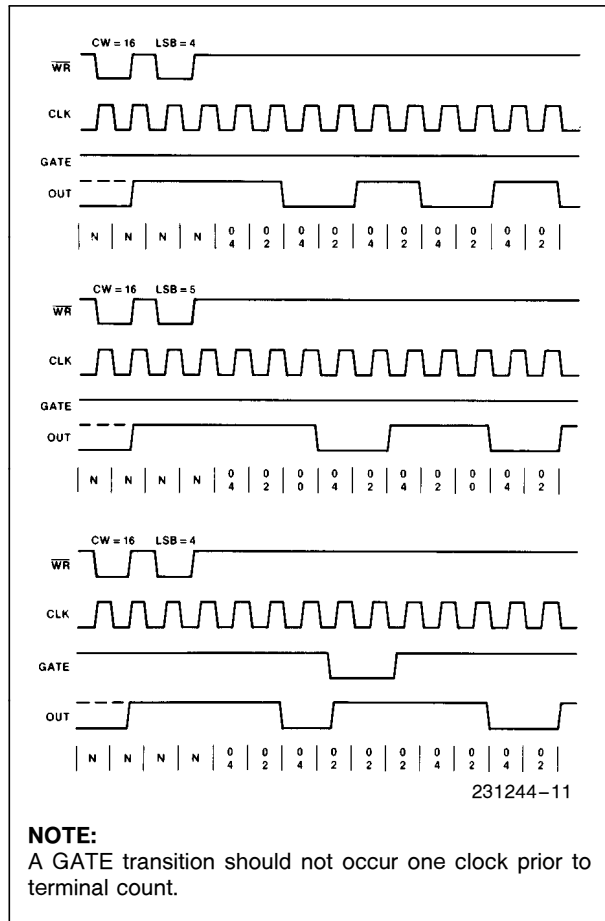 CW = 16 LSB = 4
WR
CLK
GATE
OUT
N N N N 0 0 0 0 0 0 0 0 0 0
4 2 4 2 4 2 4 2 4 2
CW = 16 LSB = 5
WR
CLK
GATE
OUT
N N N N 0 0 0 0 0 0 0 0 0 0
4 2 0 4 2 4 2 0 4 2
CW = 16 LSB = 4
WR
CLK
GATE
OUT
N N N N 0 0 0 0 0 0 0 0 0 0
4 2 4 2 2 2 4 2 4 2
231244–11
NOTE:
A GATE transition should not occur one clock prior to
terminal count.